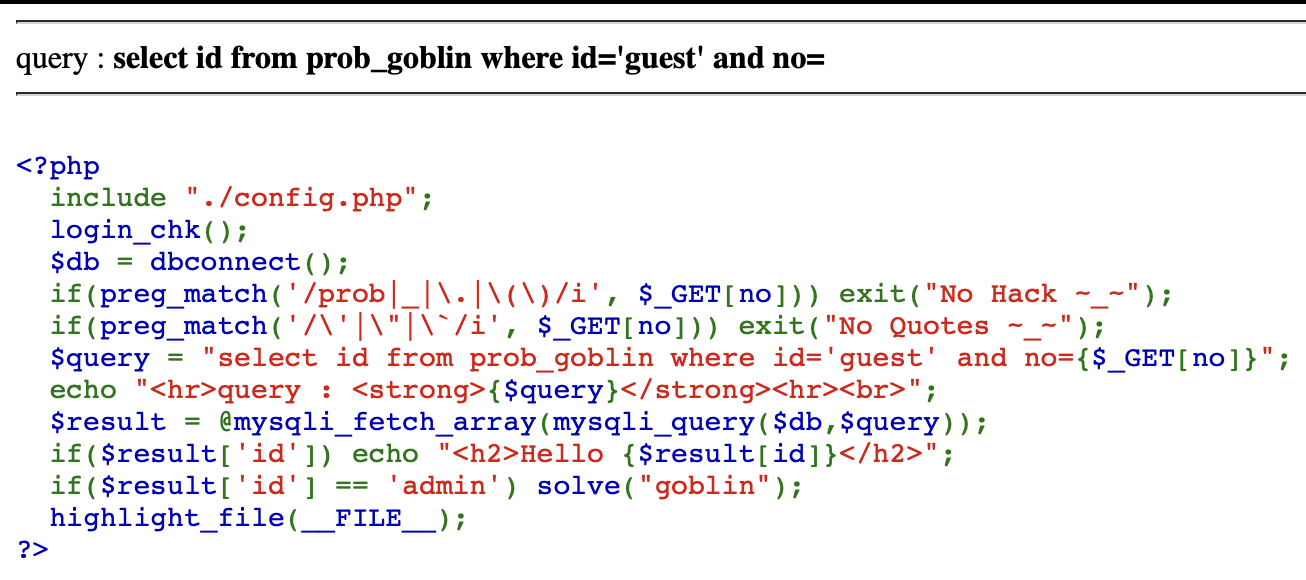 query : select id from prob_goblin where id='guest' and no=
<?php
  include "./config.php";
  login_chk();
  $db = dbconnect();
  if(preg_match('/prob|_|\.|\(\)/i', $_GET[no])) exit("No Hack ~_~");
  if(preg_match('/\'|\"|\`/i', $_GET[no])) exit("No Quotes ~_~");
  $query = "select id from prob_goblin where id='guest' and no={$_GET[no]}";
  echo "<hr>query : <strong>{$query}</strong><hr><br>";
  $result = @mysqli_fetch_array(mysqli_query($db,$query));
  if($result['id']) echo "<h2>Hello {$result[id]}</h2>";
  if($result['id'] == 'admin') solve("goblin");
  highlight_file(__FILE__);
?>